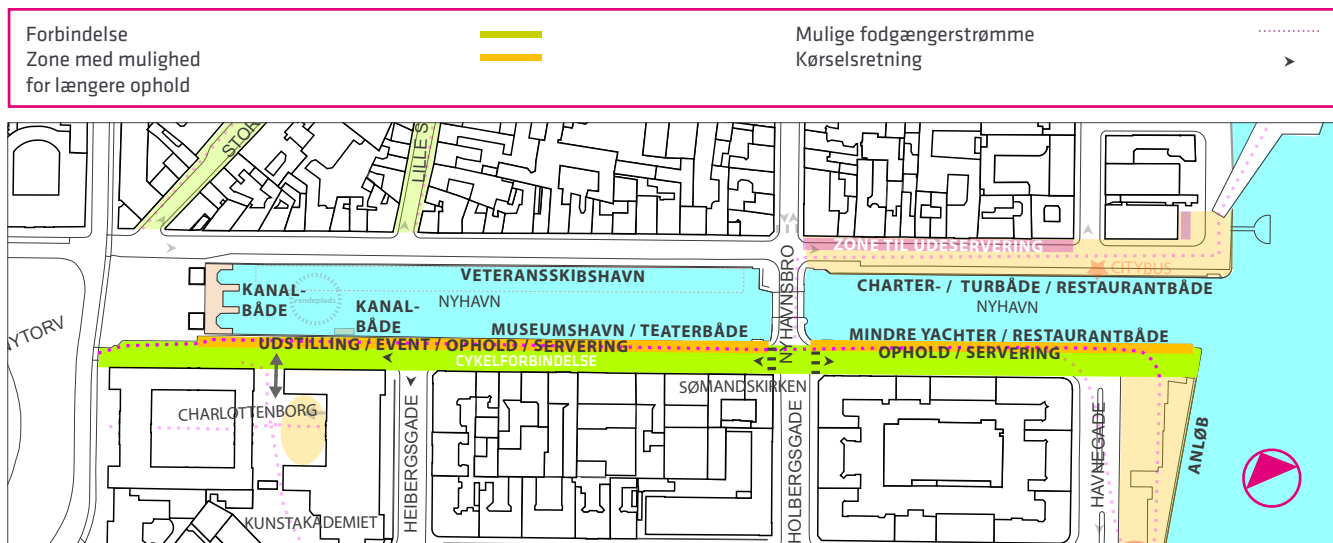 Forbindelse
Zone med mulighed
for længere ophold
Mulige fodgængerstrømme
Kørselsretning
STOR
LILLE S
ZONE TIL UDESERVERING
CITYBUS
VETERANSSKIBSHAVN
KANAL-
BÅDE
Vendeplads
NYHAVN
KANAL-
BÅDE
CHARTER- / TURBÅDE / RESTAURANTBÅDE
NYHAVN
NYHAVNSBRO
YTORV
MUSEUMSHAVN / TEATERBÅDE
MINDRE YACHTER / RESTAURANTBÅDE
UDSTILLING / EVENT / OPHOLD / SERVERING
OPHOLD / SERVERING
CYKELFORBINDELSE
SØMANDSKIRKEN
CHARLOTTENBORG
HEIBERGSGADE
HOLBERGSGADE
HAVNEGADE
ANLØB
KUNSTAKADEMIET